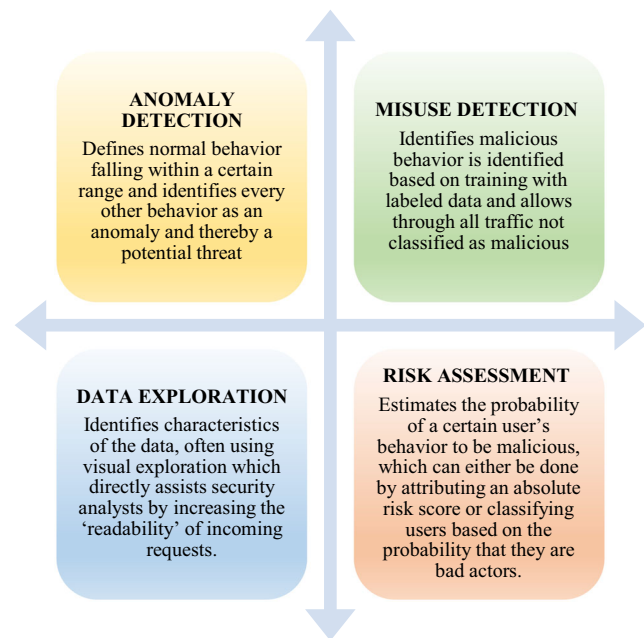 ANOMALY
DETECTION
Defines normal behavior
falling within a certain
range and identifies every
other behavior as an
anomaly and thereby a
potential threat
MISUSE DETECTION
Identifies malicious
behavior is identified
based on training with
labeled data and allows
through all traffic not
classified as malicious
DATA EXPLORATION
Identifies characteristics
of the data, often using
visual exploration which
directly assists security
analysts by increasing the
‘readability’ of incoming
requests.
RISK ASSESSMENT
Estimates the probability
of a certain user’s
behavior to be malicious,
which can either be done
by attributing an absolute
risk score or classifying
users based on the
probability that they are
bad actors.